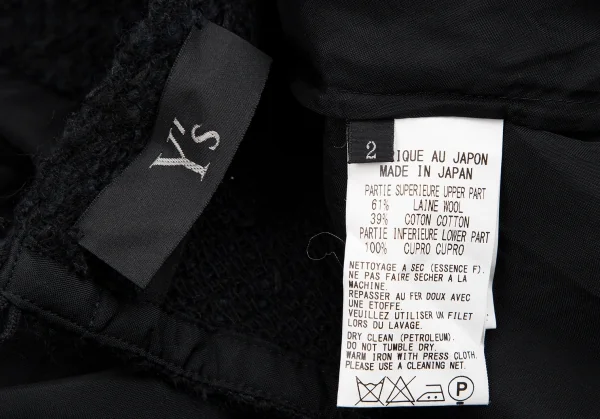 Y's
2
RIQUE AU JAPON
MADE IN JAPAN
PARTIE SUPERIEURE UPPER PART
61% LAINE WOOL
39% COTON COTTON
PARTIE INFERIEURE LOWER PART
100% CUPRO CUPRO
NETTOYAGE A SEC (ESSENCE F).
NE PAS FAIRE SECHER A LA
MACHINE.
REPASSER AU FER DOUX AVEC
UNE ETOFFE.
VEUILLEZ UTILISER UN FILET
LORS DU LAVAGE.
DRY CLEAN (PETROLEUM).
DO NOT TUMBLE DRY.
WARM IRON WITH PRESS CLOTH.
PLEASE USE A CLEANING NET.
P